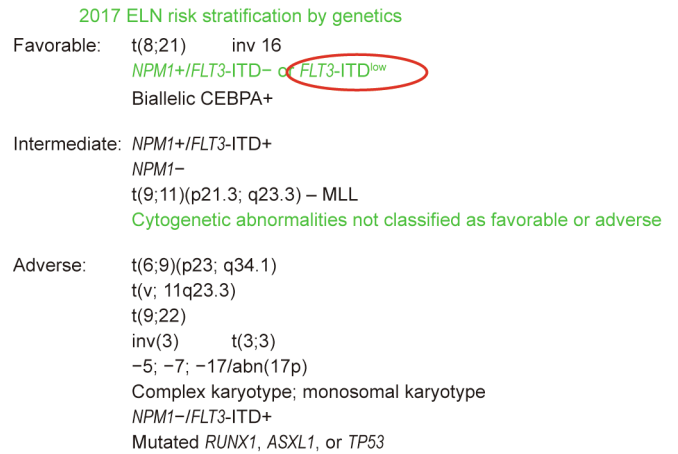 2017 ELN risk stratification by genetics
Favorable: t(8;21) inv 16
NPM1+/FLT3-ITD− or FLT3-ITDlow
Biallelic CEBPA+
Intermediate: NPM1+/FLT3-ITD+
NPM1−
t(9;11)(p21.3; q23.3) – MLL
Cytogenetic abnormalities not classified as favorable or adverse
Adverse: t(6;9)(p23; q34.1)
t(v; 11q23.3)
t(9;22)
inv(3) t(3;3)
−5; −7; −17/abn(17p)
Complex karyotype; monosomal karyotype
NPM1−/FLT3-ITD+
Mutated RUNX1, ASXL1, or TP53